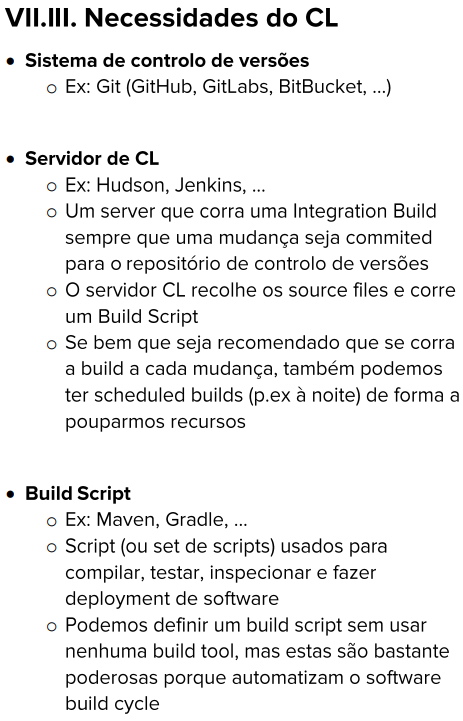 VII.III. Necessidades do CL
• Sistema de controlo de versões
o Ex: Git (GitHub, GitLabs, BitBucket, ...)
• Servidor de CL
o Ex: Hudson, Jenkins, ...
o Um server que corra uma Integration Build
sempre que uma mudança seja commited
para o repositório de controlo de versões
o O servidor CL recolhe os source files e corre
um Build Script
o Se bem que seja recomendado que se corra
a build a cada mudança, também podemos
ter scheduled builds (p.ex à noite) de forma a
pouparmos recursos
• Build Script
o Ex: Maven, Gradle, ...
o Script (ou set de scripts) usados para
compilar, testar, inspecionar e fazer
deployment de software
o Podemos definir um build script sem usar
nenhuma build tool, mas estas são bastante
poderosas porque automatizam o software
build cycle